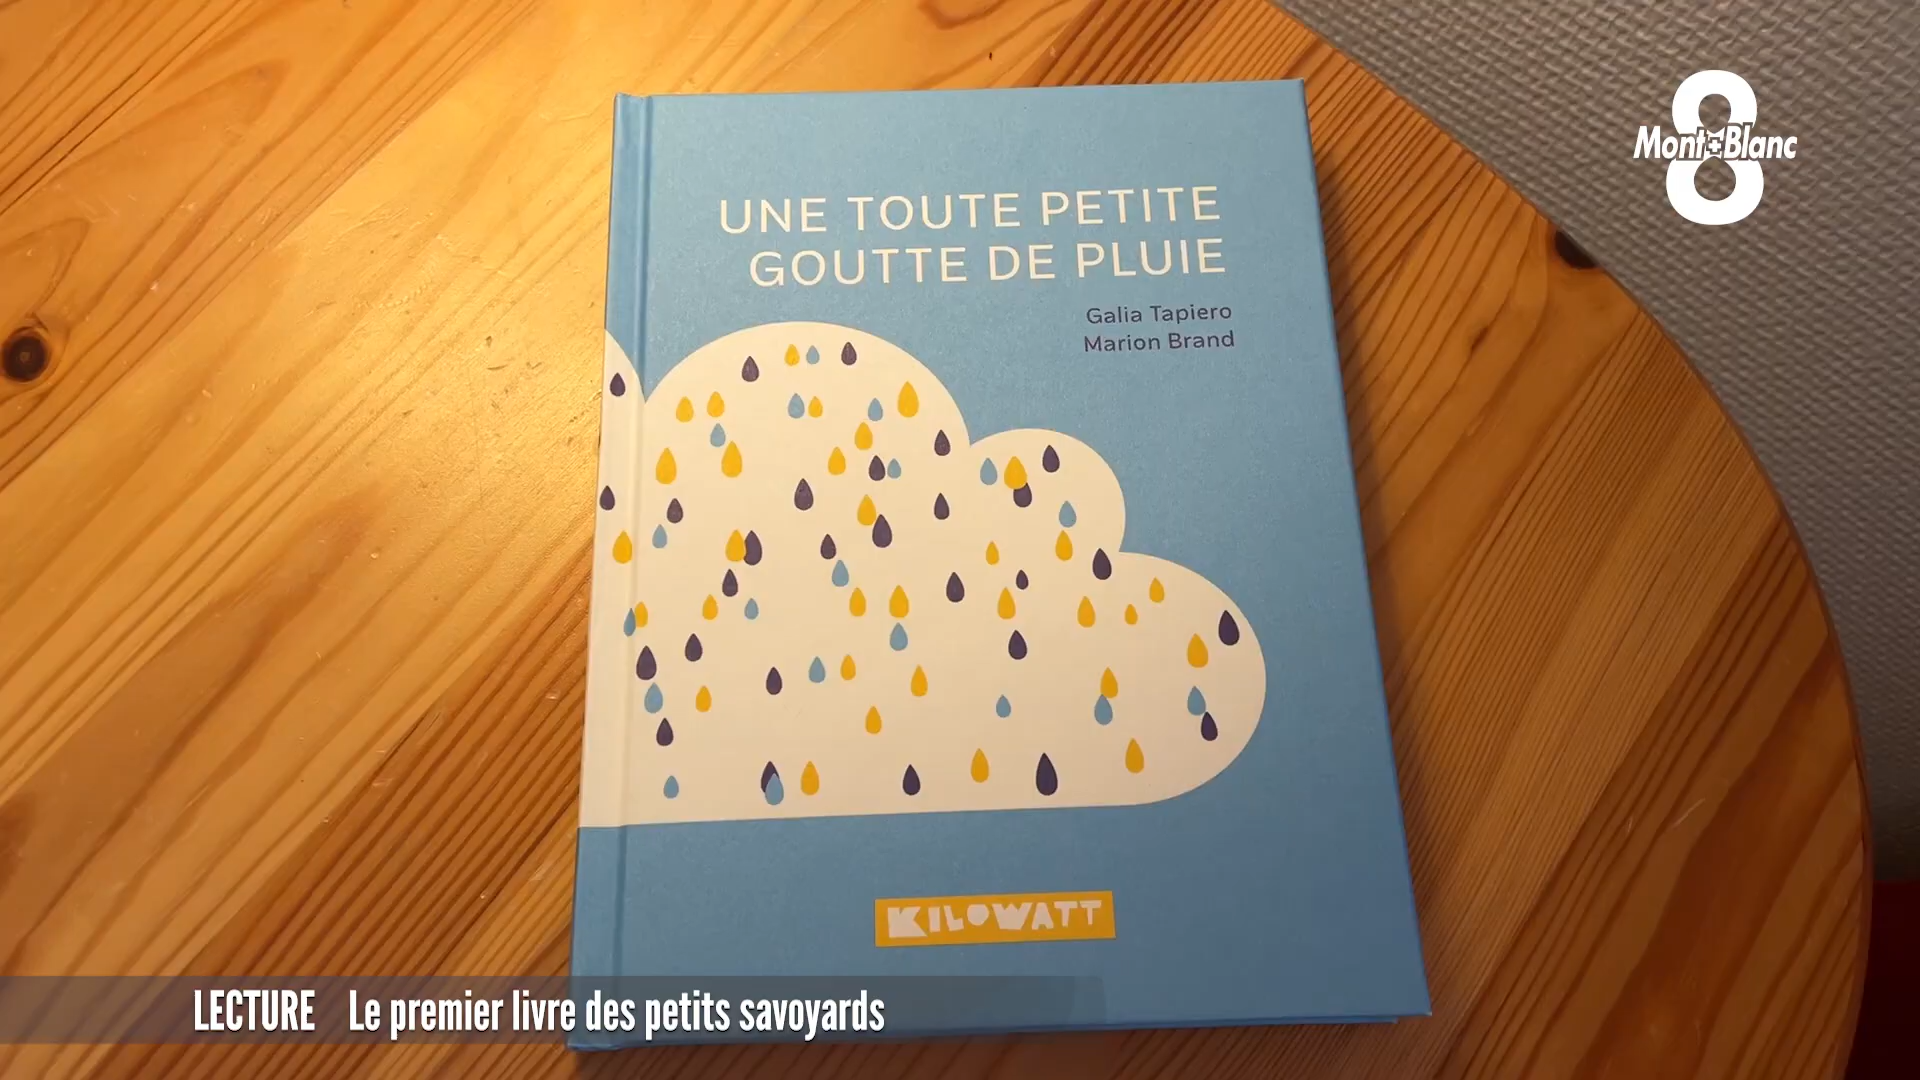 8
Mont Blanc
UNE TOUTE PETITE
GOUTTE DE PLUIE
Galia Tapiero
Marion Brand
KILOWATT
LECTURE Le premier livre des petits savoyards